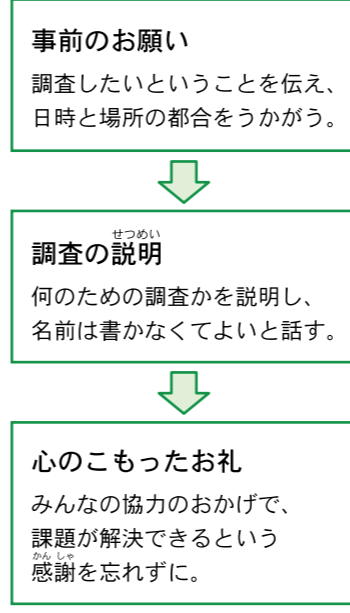 事前のお願い
調査したいということを伝え、
日時と場所の都合をうかがう。
せつめい
調査の説明
何のための調査かを説明し、
名前は書かなくてよいと話す。
心のこもったお礼
みんなの協力のおかげで、
課題が解決できるという
かんしゃ
感謝を忘れずに。